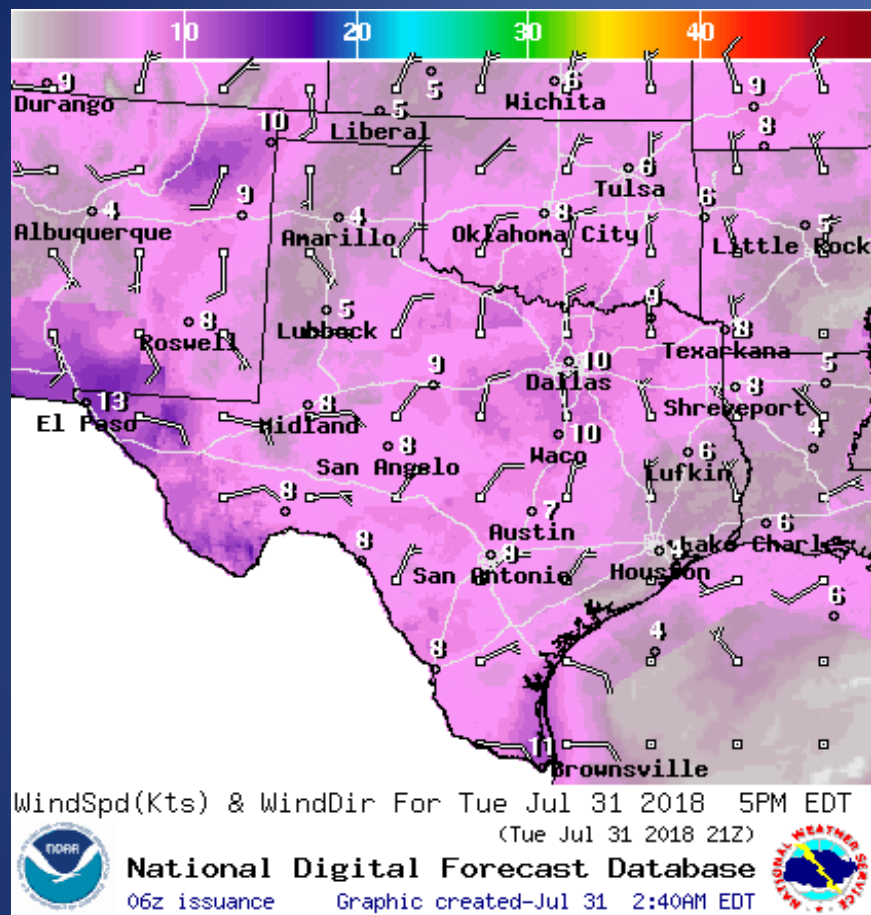 10 20 30 40
9 6 9
Durango 5 Wichita
10 5 8
Liberal
6
Tulsa
4 9 4 8 6 5
Albuquerque Amarillo Oklahoma City Little Rock
8 5 9 8
Roswell Lubbock Texarkana
9 10 5
Dallas
13 8 8
El Paso Midland Shreveport
8 10 6 4
San Angelo Waco Lufkin
8 7 6
Austin
8 9 4 Lake Charles
San Antonio Houston
6
8 4
11
Brownsville
WindSpd(Kts) & WindDir For Tue Jul 31 2018 5PM EDT
(Tue Jul 31 2018 21Z)
NOAA
National Digital Forecast Database
06z issuance Graphic created-Jul 31 2:40AM EDT
NATIONAL WEATHER SERVICE